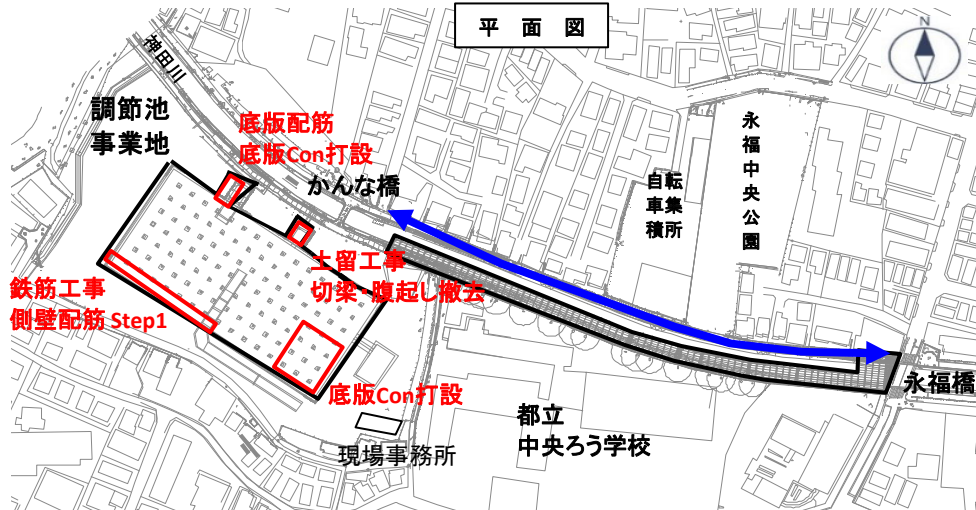 平面図
N
神田川
調節池
事業地
底版配筋
底版Con打設
かんな橋
自転
車集
積所
永福中央公園
土留工事
切梁・腹起し撤去
鉄筋工事
側壁配筋 Step1
底版Con打設
永福橋
都立
中央ろう学校
現場事務所